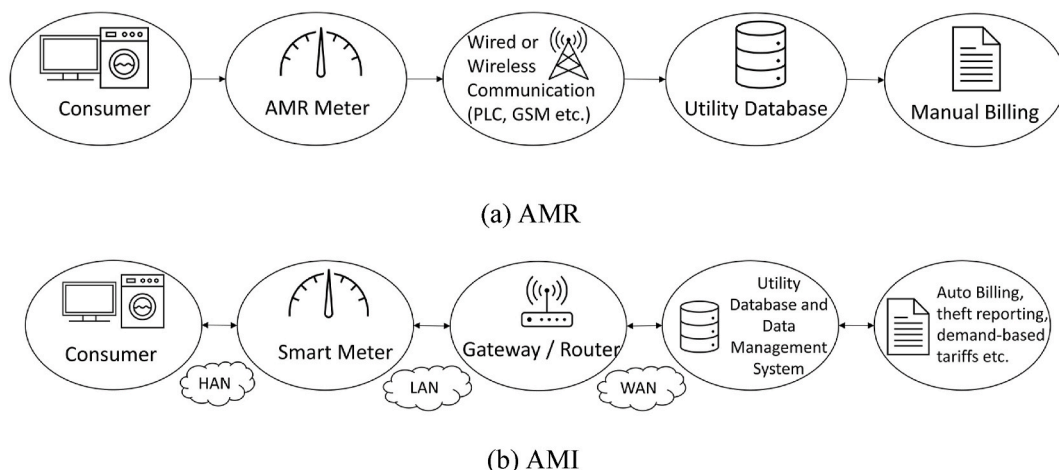 Consumer
AMR Meter
Wired or
Wireless
Communication
(PLC, GSM etc.)
Utility Database
Manual Billing
(a) AMR
Consumer
HAN
Smart Meter
LAN
Gateway / Router
WAN
Utility
Database and
Data
Management
System
Auto Billing,
theft reporting,
demand-based
tariffs etc.
(b) AMI